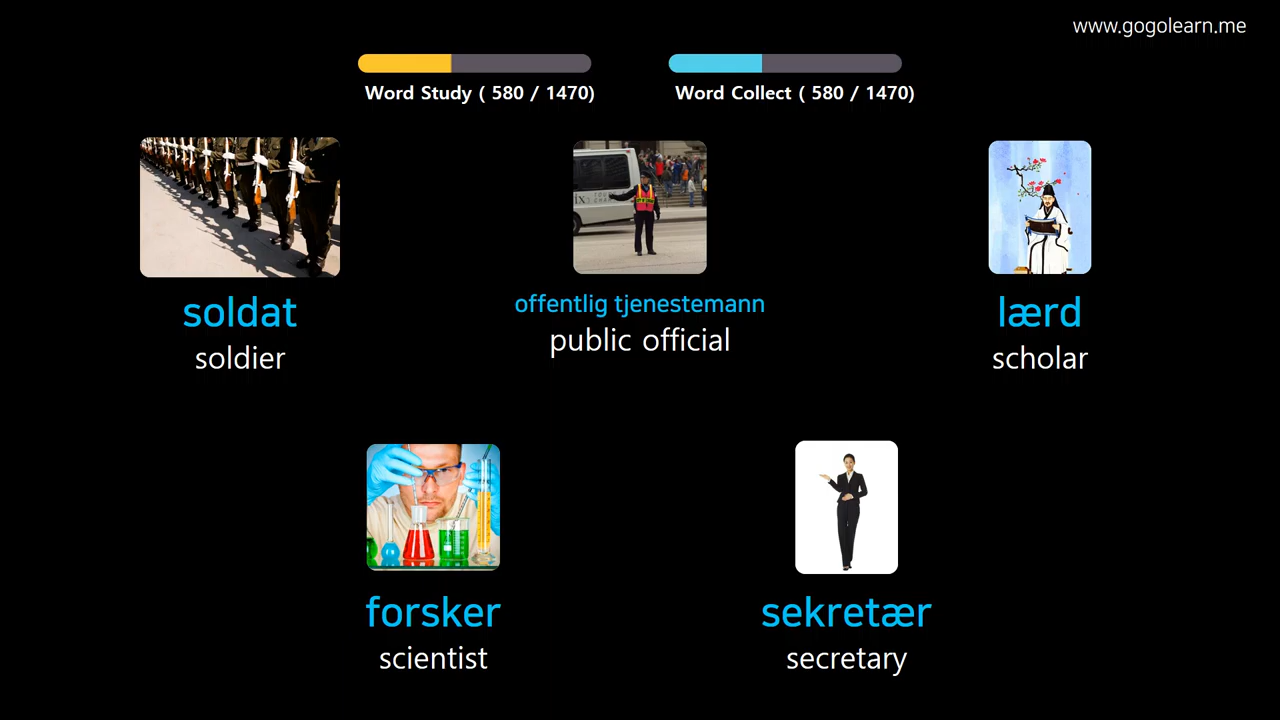 www.gogolearn.me
Word Study ( 580 / 1470)
Word Collect ( 580 / 1470)
soldat
soldier
offentlig tjenestemann
public official
lærd
scholar
forsker
scientist
sekretær
secretary